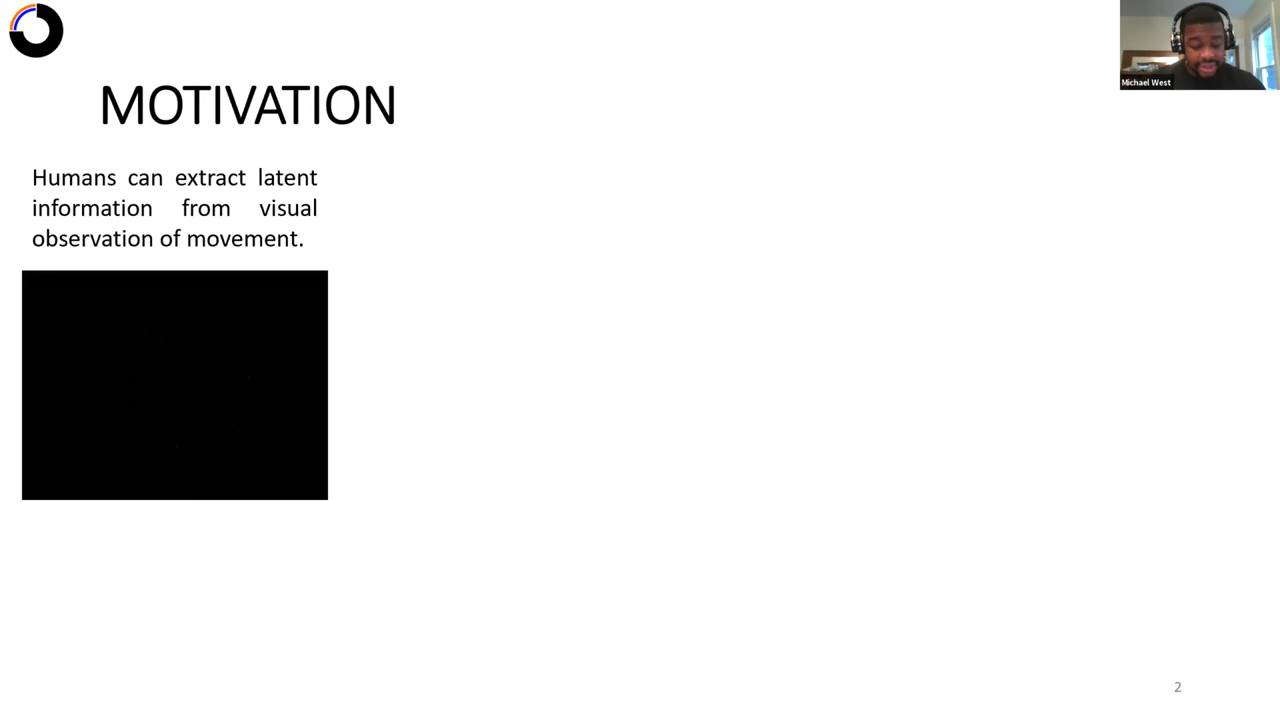 MOTIVATION
Humans can extract latent
information from visual
observation of movement.
Michael West
2